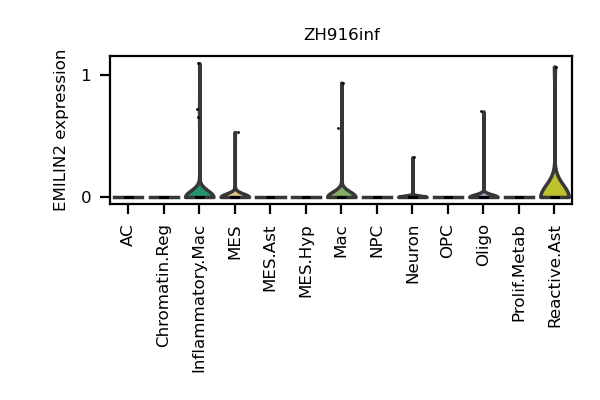 ZH916inf
EMILIN2 expression
1
0
AC
Chromatin.Reg
Inflammatory.Mac
MES
MES.Ast
MES.Hyp
Mac
NPC
Neuron
OPC
Oligo
Prolif.Metab
Reactive.Ast